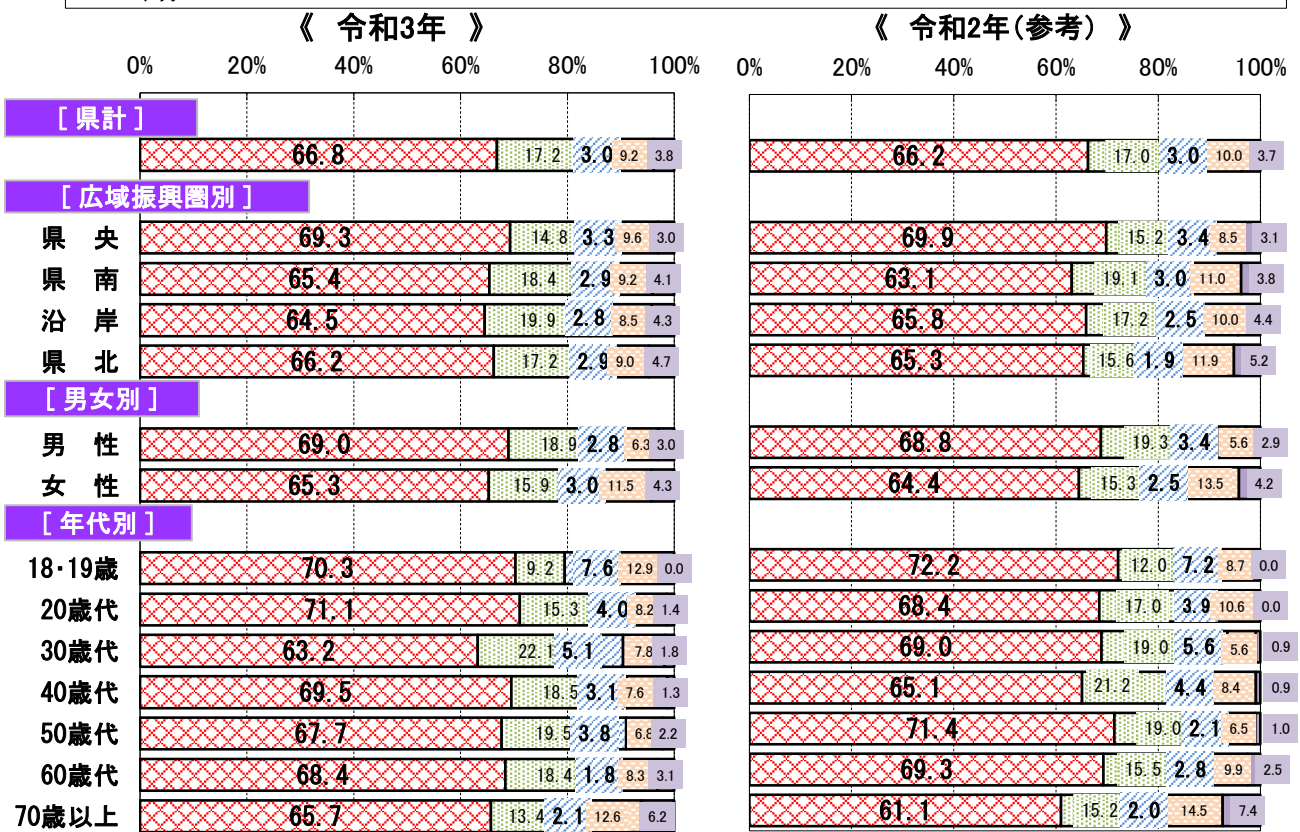 《 令和3年 》 《 令和2年(参考) 》
0% 20% 40% 60% 80% 100% 0% 20% 40% 60% 80% 100%
[ 県計 ]
66.8 17.2 3.0 9.2 3.8 66.2 17.0 3.0 10.0 3.7
[ 広域振興圏別 ]
県 央 69.3 14.8 3.3 9.6 3.0 69.9 15.2 3.4 8.5 3.1
県 南 65.4 18.4 2.9 9.2 4.1 63.1 19.1 3.0 11.0 3.8
沿 岸 64.5 19.9 2.8 8.5 4.3 65.8 17.2 2.5 10.0 4.4
県 北 66.2 17.2 2.9 9.0 4.7 65.3 15.6 1.9 11.9 5.2
[ 男女別 ]
男 性 69.0 18.9 2.8 6.3 3.0 68.8 19.3 3.4 5.6 2.9
女 性 65.3 15.9 3.0 11.5 4.3 64.4 15.3 2.5 13.5 4.2
[ 年代別 ]
18・19歳 70.3 9.2 7.6 12.9 0.0 72.2 12.0 7.2 8.7 0.0
20歳代 71.1 15.3 4.0 8.2 1.4 68.4 17.0 3.9 10.6 0.0
30歳代 63.2 22.1 5.1 7.8 1.8 69.0 19.0 5.6 5.6 0.9
40歳代 69.5 18.5 3.1 7.6 1.3 65.1 21.2 4.4 8.4 0.9
50歳代 67.7 19.5 3.8 6.8 2.2 71.4 19.0 2.1 6.5 1.0
60歳代 68.4 18.4 1.8 8.3 3.1 69.3 15.5 2.8 9.9 2.5
70歳以上 65.7 13.4 2.1 12.6 6.2 61.1 15.2 2.0 14.5 7.4